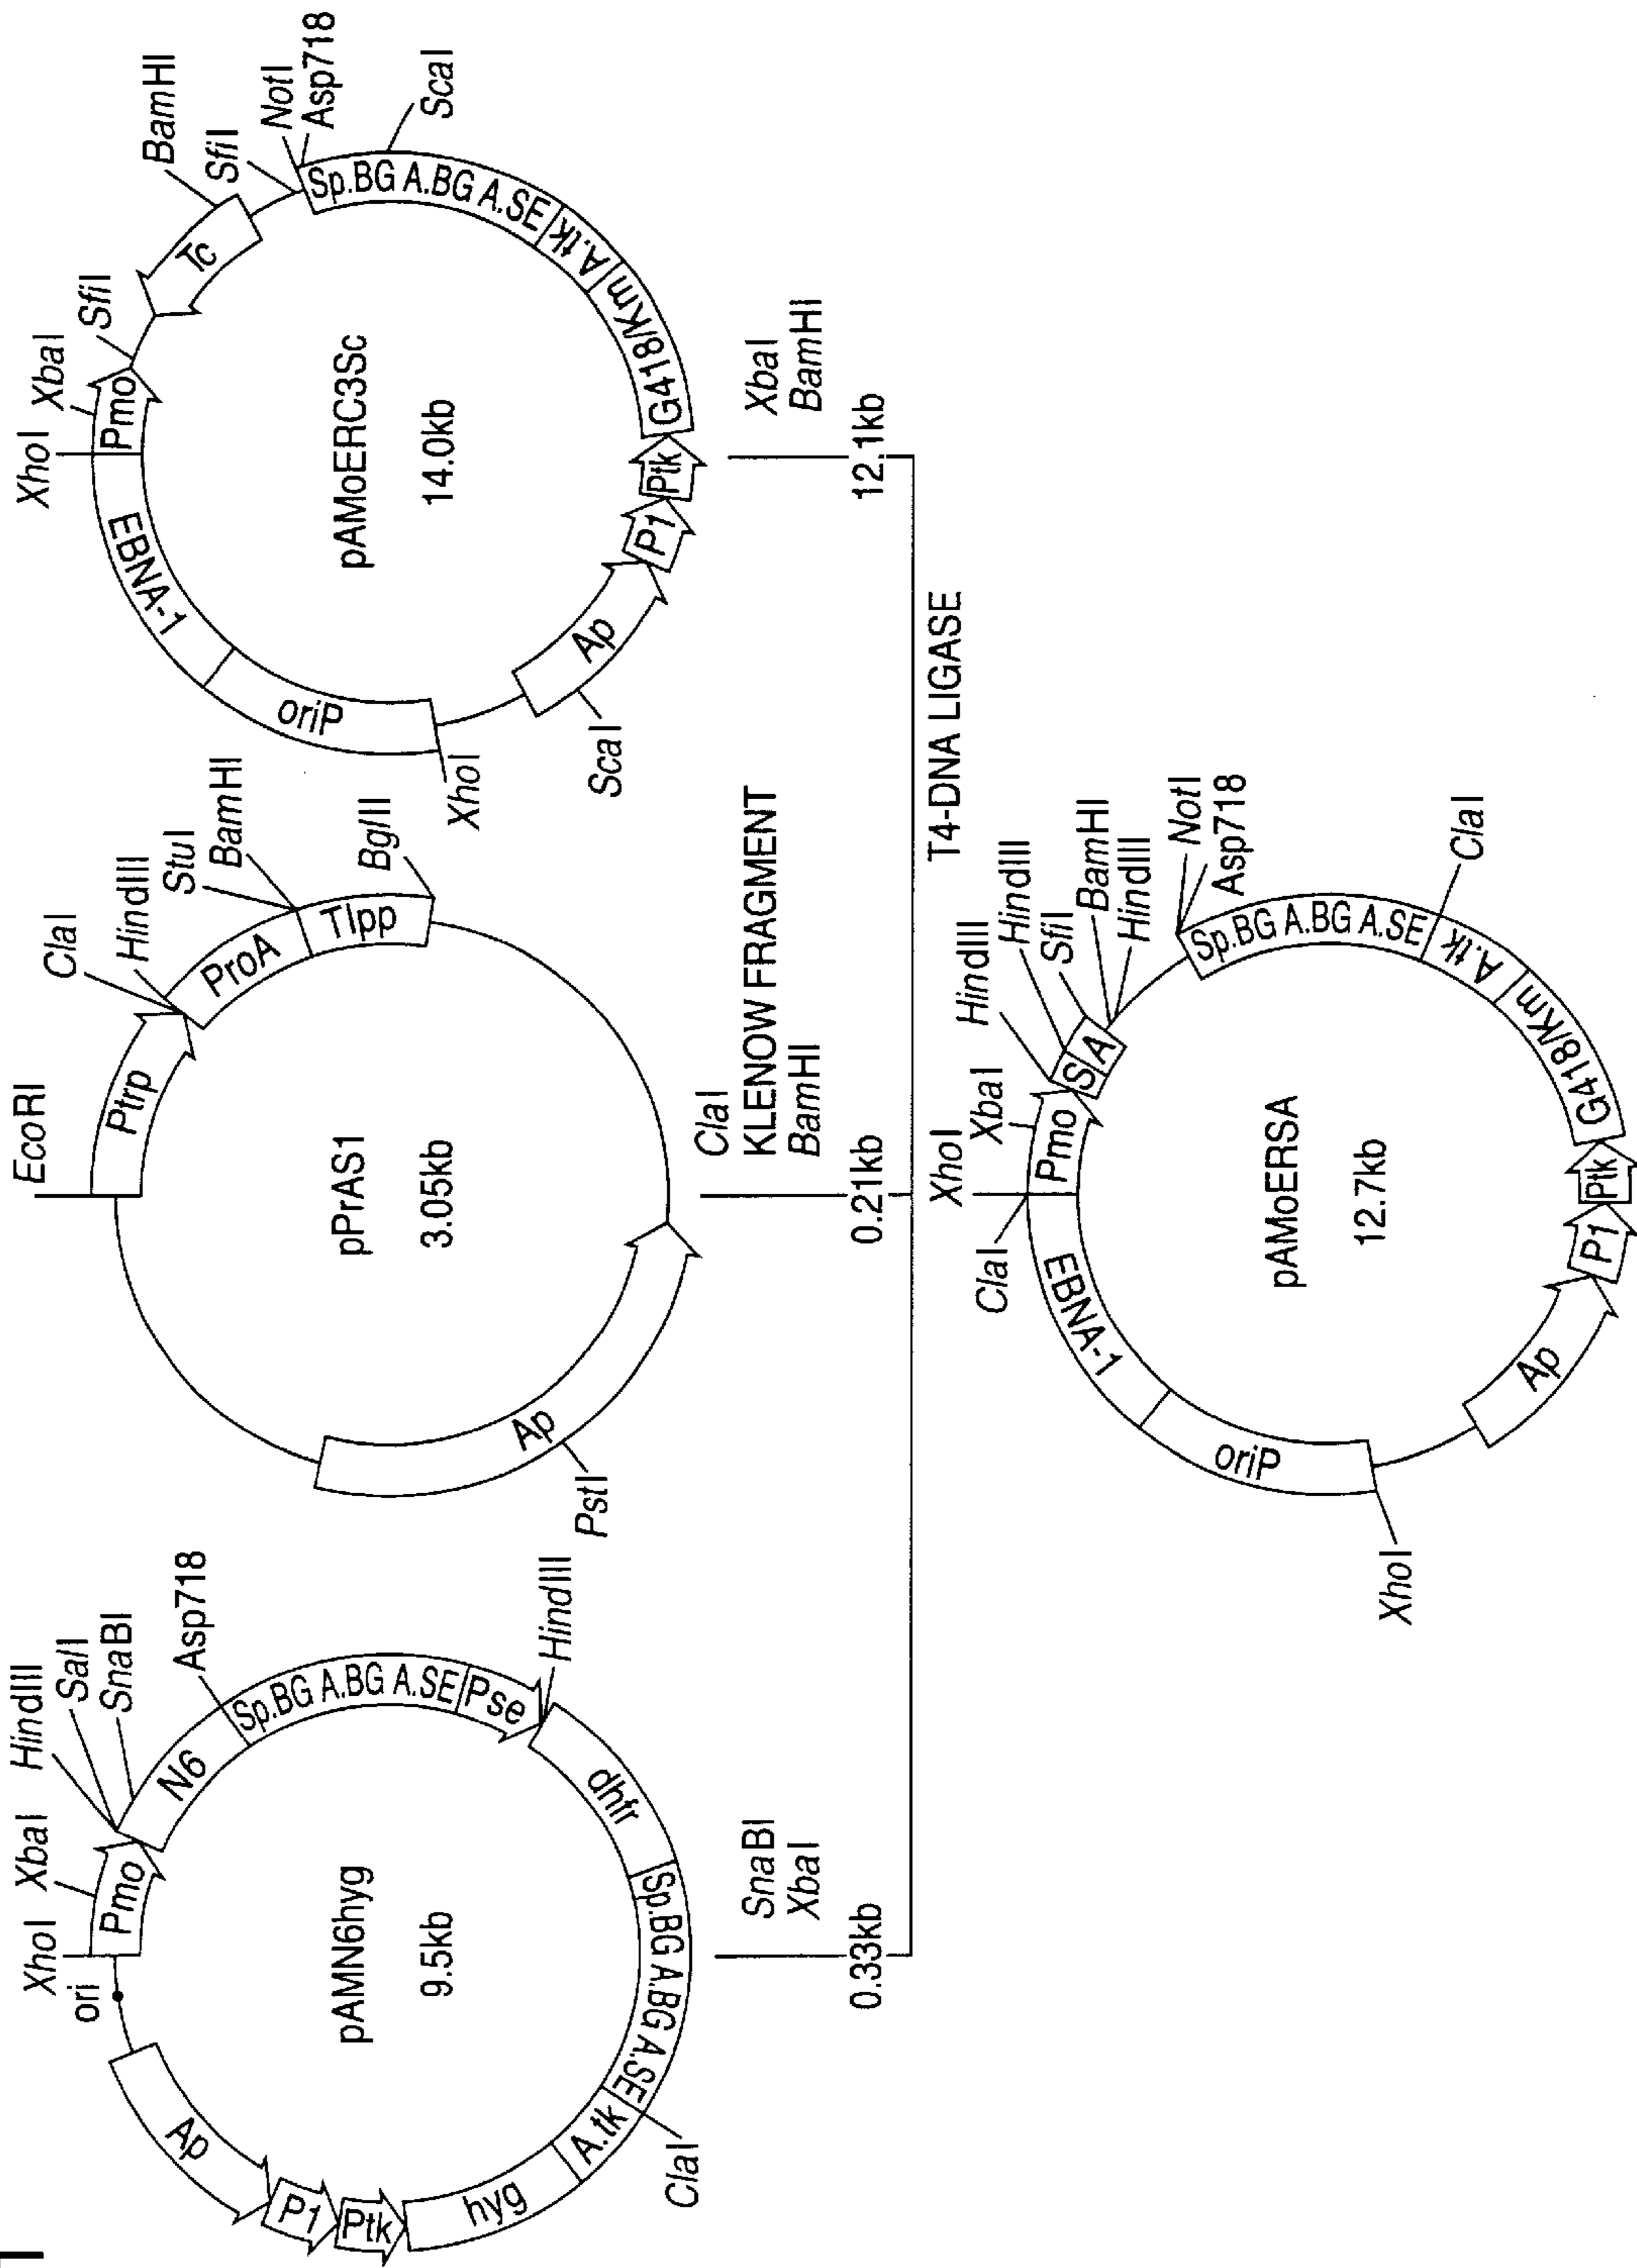 XhoI
ori
XbaI
HindIII
SalI
SnaBI
Asp718
Pmo
N6
Sp.BG A.BG A.SE
Pse
HindIII
dhfr
Sp.BG A.BG A.SE
A.tk
ClaI
hyg
Ptk
P1
Ap
pAMN6hyg
9.5kb
SnaBI
XbaI
0.33kb
EcoRI
ClaI
HindIII
StuI
BamHI
BglII
Ptrp
ProA
Tlpp
Ap
PstI
pPrAS1
3.05kb
ClaI
KLENOW FRAGMENT
BamHI
0.21kb
XhoI
XbaI
SfiI
BamHI
SfiI
NotI
Asp718
ScaI
Pmo
Tc
Sp.BG A.BG A.SE
A.tk
G418/Km
Ptk
P1
Ap
ScaI
XhoI
oriP
EBNA-1
pAMoERC3Sc
14.0kb
XbaI
BamHI
12.1kb
T4-DNA LIGASE
ClaI
XhoI
XbaI
HindIII
HindIII
SfiI
BamHI
HindIII
NotI
Asp718
ClaI
Pmo
S
A
Sp.BG A.BG A.SE
A.tk
G418/Km
Ptk
P1
Ap
XhoI
oriP
EBNA-1
pAMoERSA
12.7kb